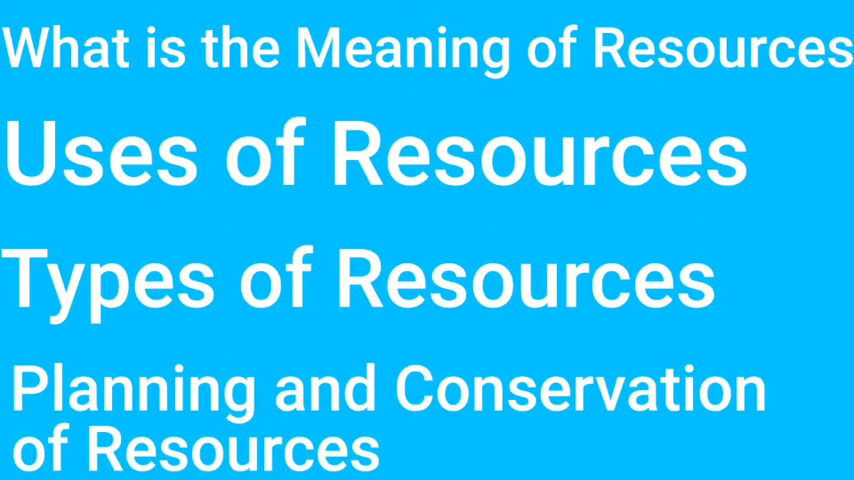 What is the Meaning of Resources
Uses of Resources
Types of Resources
Planning and Conservation
of Resources